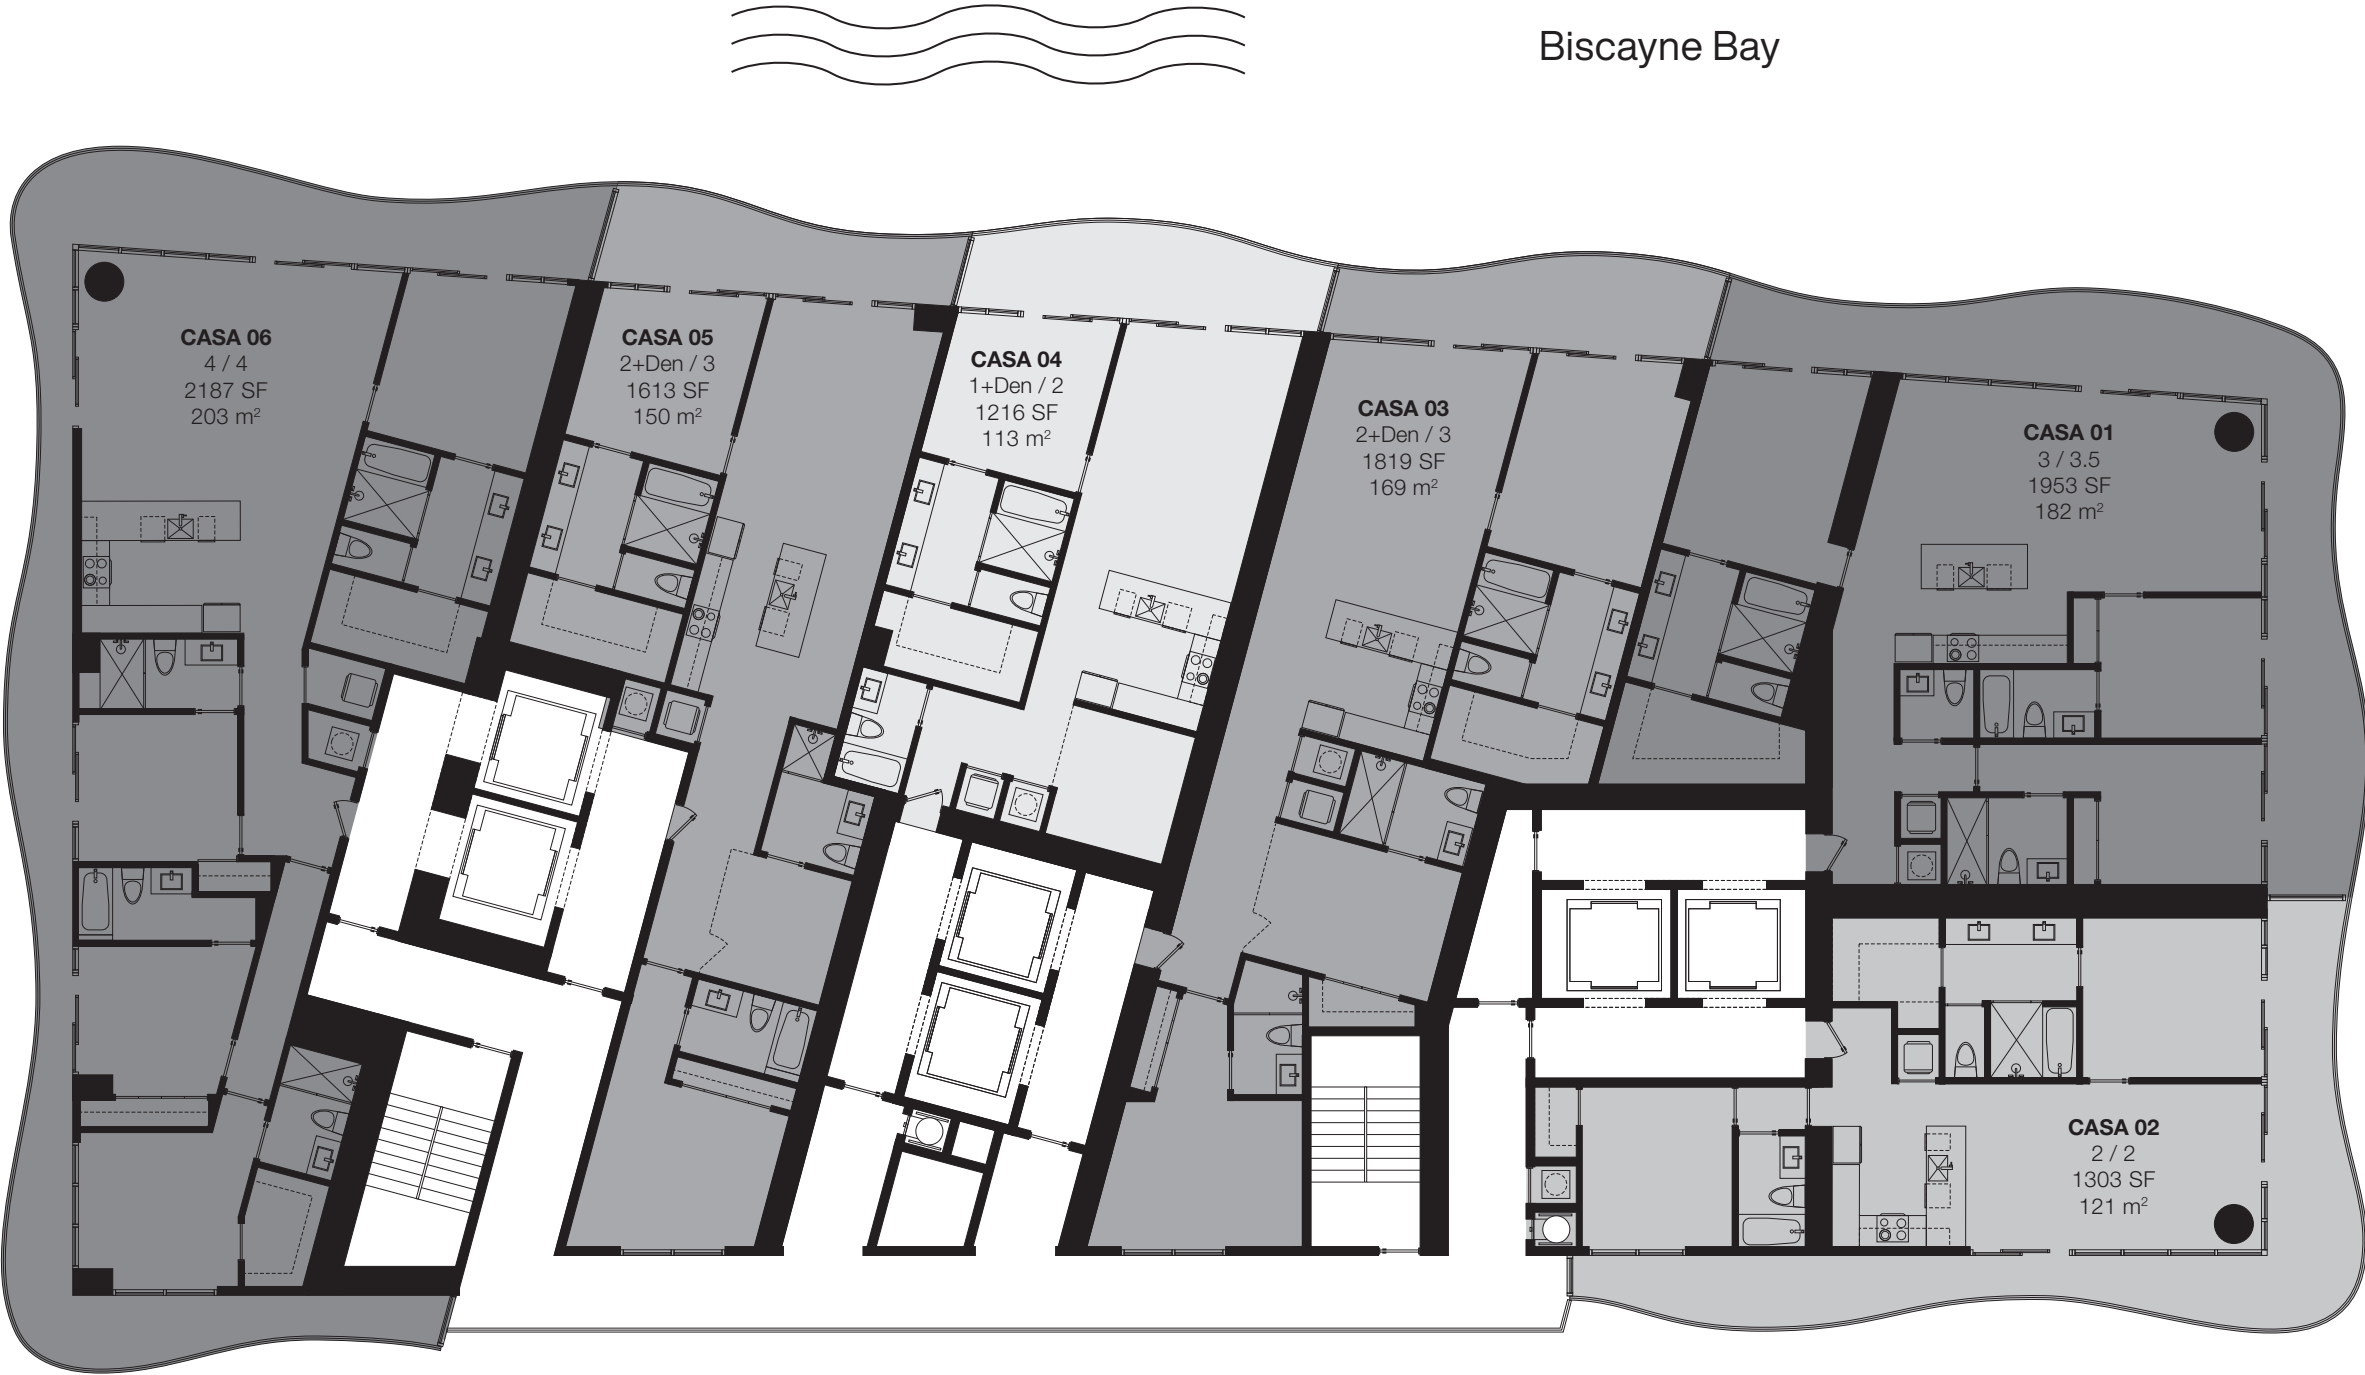 Biscayne Bay
CASA 06
4 / 4
2187 SF
203 m²
CASA 05
2+Den / 3
1613 SF
150 m²
CASA 04
1+Den / 2
1216 SF
113 m²
CASA 03
2+Den / 3
1819 SF
169 m²
CASA 01
3 / 3.5
1953 SF
182 m²
CASA 02
2 / 2
1303 SF
121 m²